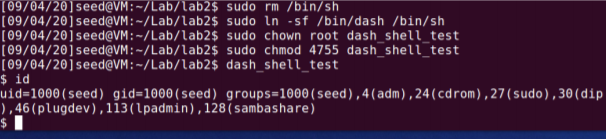 [09/04/20]seed@VM:~/Lab/lab2$ sudo rm /bin/sh
[09/04/20]seed@VM:~/Lab/lab2$ sudo ln -sf /bin/dash /bin/sh
[09/04/20]seed@VM:~/Lab/lab2$ sudo chown root dash_shell_test
[09/04/20]seed@VM:~/Lab/lab2$ sudo chmod 4755 dash_shell_test
[09/04/20]seed@VM:~/Lab/lab2$ dash_shell_test
$ id
uid=1000(seed) gid=1000(seed) groups=1000(seed),4(adm),24(cdrom),27(sudo),30(dip
),46(plugdev),113(lpadmin),128(sambashare)
$